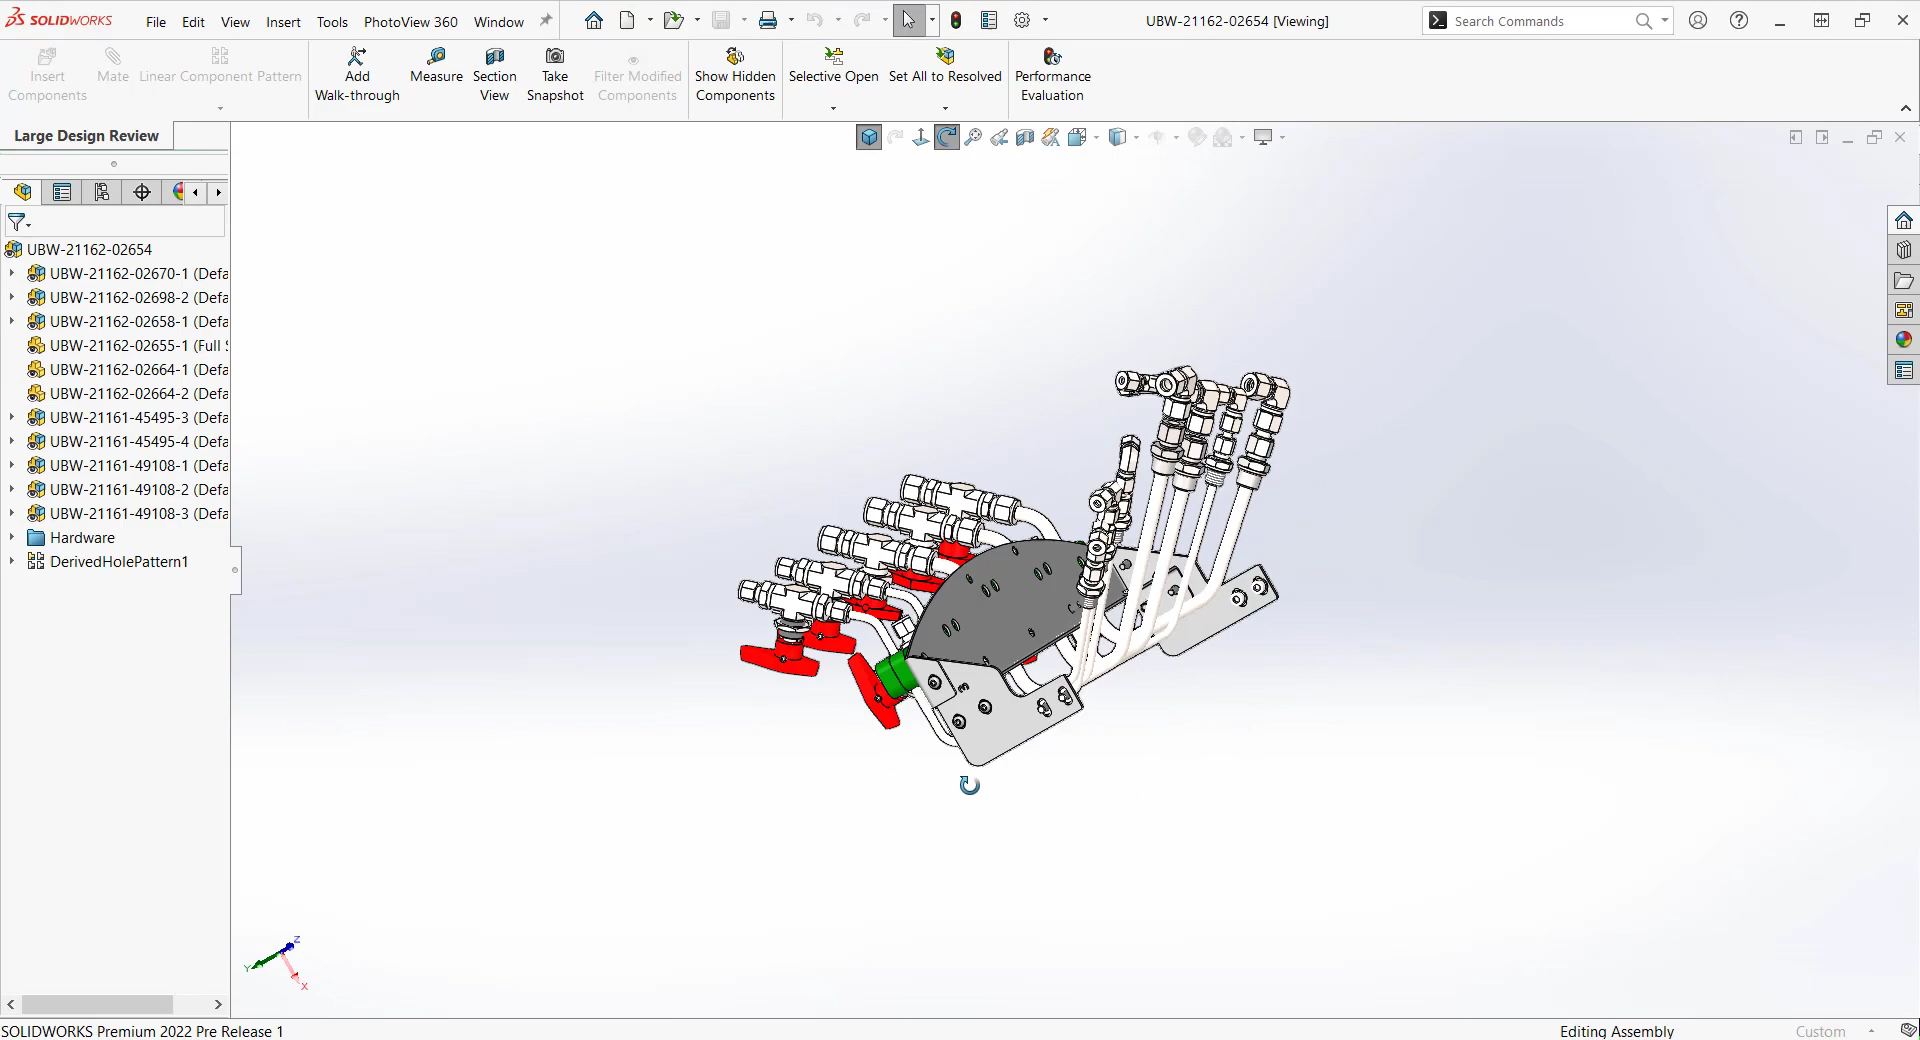 SOLIDWORKS File Edit View Insert Tools PhotoView 360 Window UBW-21162-02654 [Viewing] Search Commands
Insert Components
Mate
Linear Component Pattern
Add Walk-through
Measure
Section View
Take Snapshot
Filter Modified Components
Show Hidden Components
Selective Open
Set All to Resolved
Performance Evaluation
Large Design Review
UBW-21162-02654
UBW-21162-02670-1 (Defa
UBW-21162-02698-2 (Defa
UBW-21162-02658-1 (Defa
UBW-21162-02655-1 (Full S
UBW-21162-02664-1 (Defa
UBW-21162-02664-2 (Defa
UBW-21161-45495-3 (Defa
UBW-21161-45495-4 (Defa
UBW-21161-49108-1 (Defa
UBW-21161-49108-2 (Defa
UBW-21161-49108-3 (Defa
Hardware
DerivedHolePattern1
Z
Y
X
SOLIDWORKS Premium 2022 Pre Release 1 Editing Assembly Custom